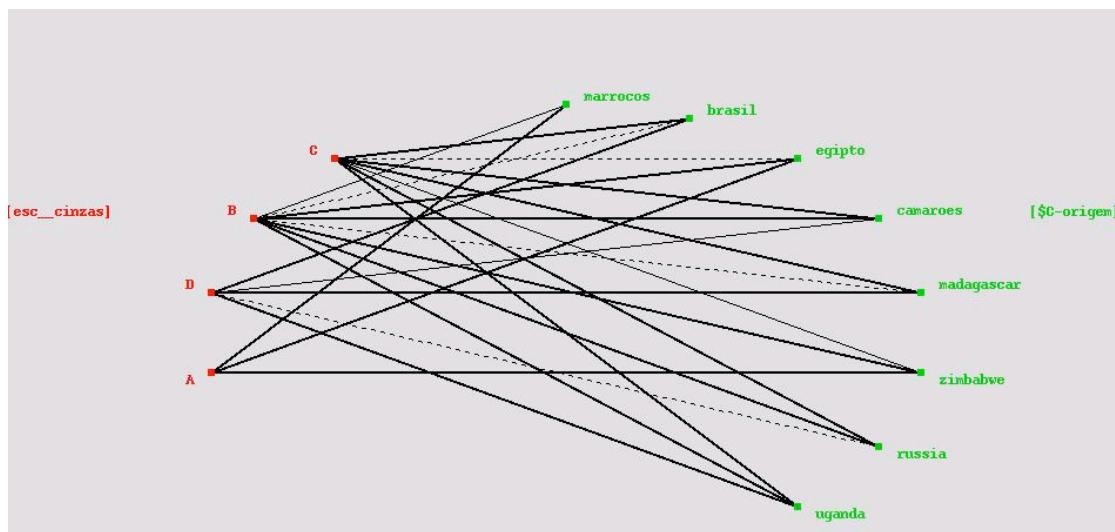 marrocos
brasil
C
egipto
[esc__cinzas]
B
camaroes
[$C-origem]
D
madagascar
A
zimbabwe
russia
uganda